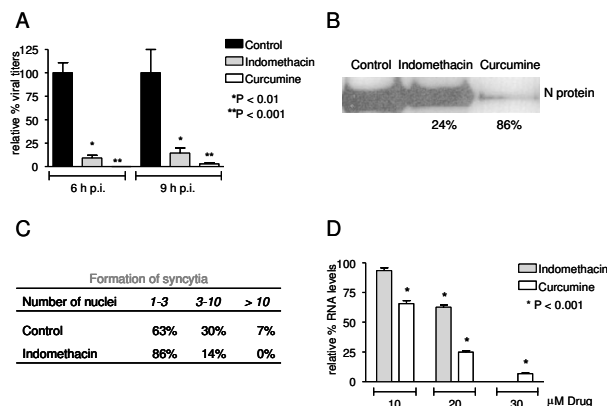 A
relative % viral titers
125
100
75
50
25
0
* ** * **
6 h p.i. 9 h p.i.
Control
Indomethacin
Curcumine
*P < 0.01
**P < 0.001
B
Control Indomethacin Curcumine
N protein
24% 86%
C
Formation of syncytia
Number of nuclei 1-3 3-10 > 10
Control 63% 30% 7%
Indomethacin 86% 14% 0%
D
relative % RNA levels
100
75
50
25
0
* * * *
10 20 30 µM Drug
Indomethacin
Curcumine
* P < 0.001